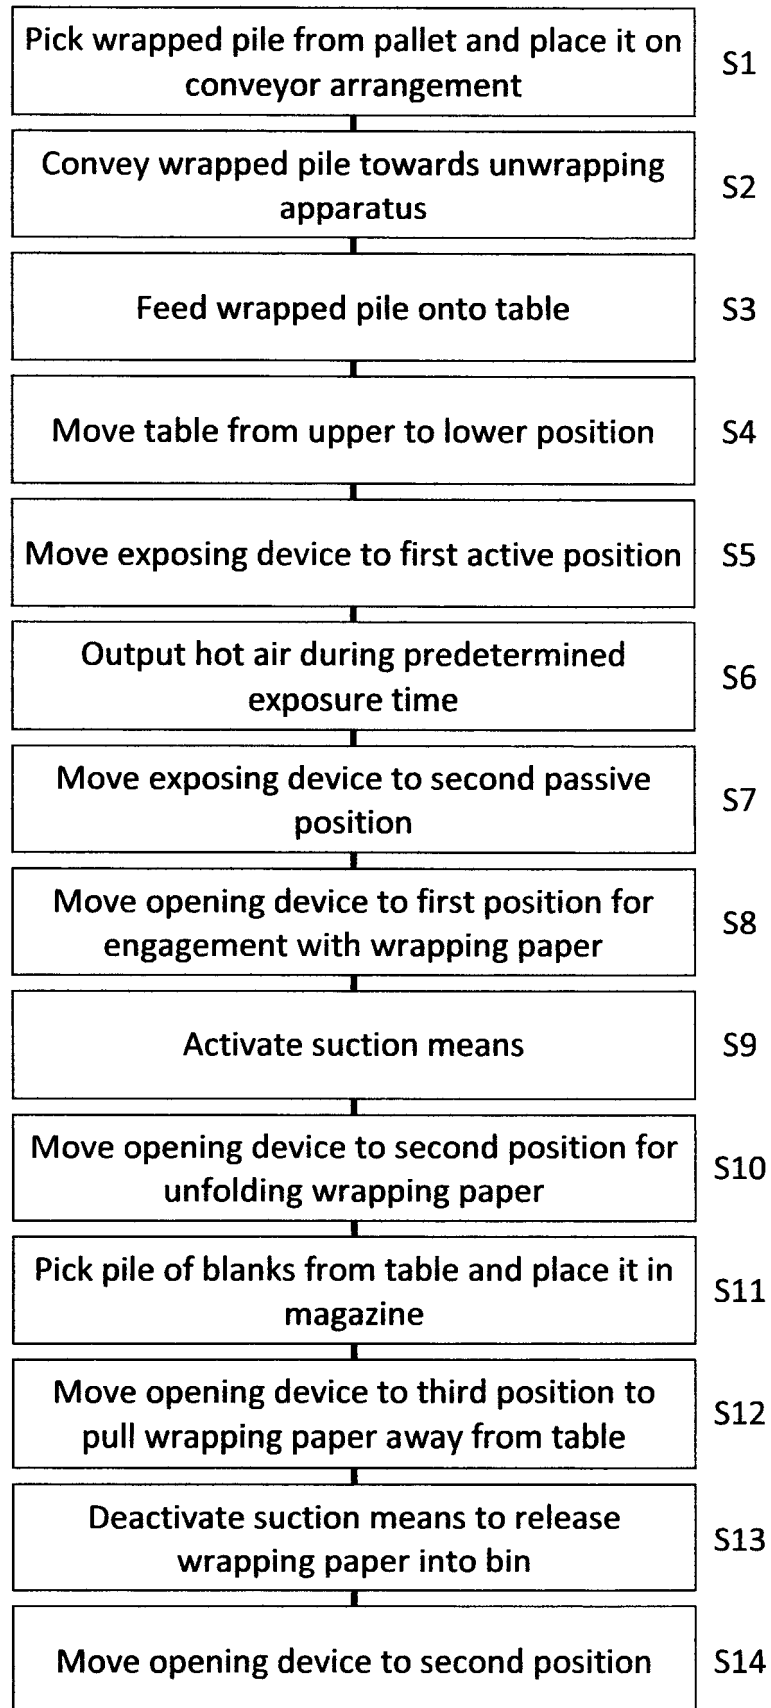 Pick wrapped pile from pallet and place it on
conveyor arrangement
S1
Convey wrapped pile towards unwrapping
apparatus
S2
Feed wrapped pile onto table
S3
Move table from upper to lower position
S4
Move exposing device to first active position
S5
Output hot air during predetermined
exposure time
S6
Move exposing device to second passive
position
S7
Move opening device to first position for
engagement with wrapping paper
S8
Activate suction means
S9
Move opening device to second position for
unfolding wrapping paper
S10
Pick pile of blanks from table and place it in
magazine
S11
Move opening device to third position to
pull wrapping paper away from table
S12
Deactivate suction means to release
wrapping paper into bin
S13
Move opening device to second position
S14